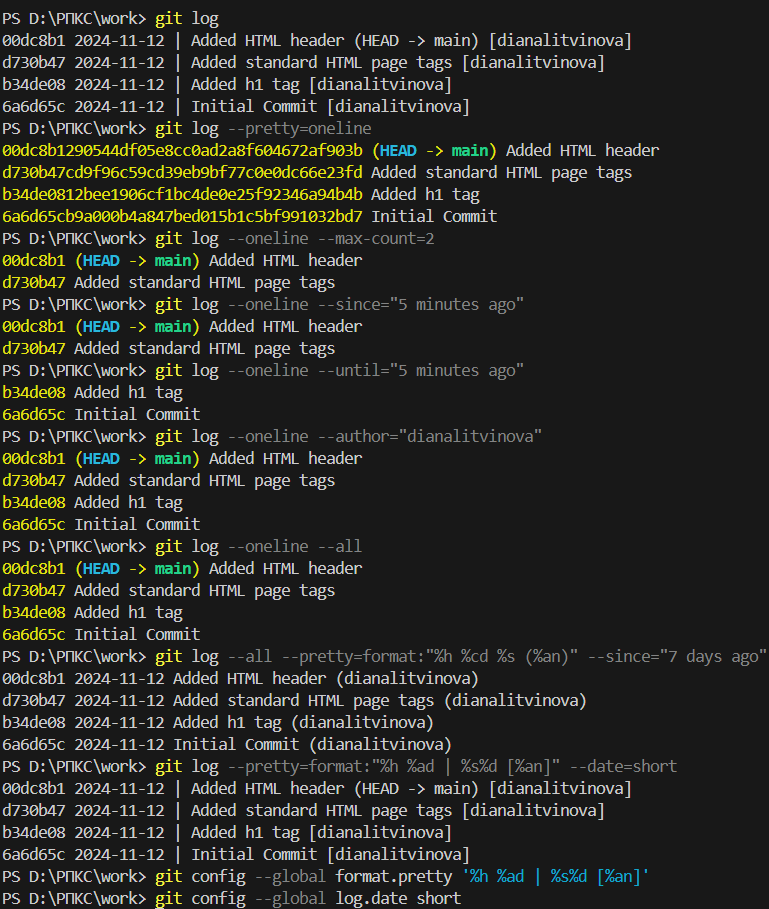 PS D:\РПКС\work> git log
00dc8b1 2024-11-12 | Added HTML header (HEAD -> main) [dianalitvinova]
d730b47 2024-11-12 | Added standard HTML page tags [dianalitvinova]
b34de08 2024-11-12 | Added h1 tag [dianalitvinova]
6a6d65c 2024-11-12 | Initial Commit [dianalitvinova]
PS D:\РПКС\work> git log --pretty=oneline
00dc8b1290544df05e8cc0ad2a8f604672af903b (HEAD -> main) Added HTML header
d730b47cd9f96c59cd39eb9bf77c0e0dc66e23fd Added standard HTML page tags
b34de0812bee1906cf1bc4de0e25f92346a94b4b Added h1 tag
6a6d65cb9a000b4a847bed015b1c5bf991032bd7 Initial Commit
PS D:\РПКС\work> git log --oneline --max-count=2
00dc8b1 (HEAD -> main) Added HTML header
d730b47 Added standard HTML page tags
PS D:\РПКС\work> git log --oneline --since="5 minutes ago"
00dc8b1 (HEAD -> main) Added HTML header
d730b47 Added standard HTML page tags
PS D:\РПКС\work> git log --oneline --until="5 minutes ago"
b34de08 Added h1 tag
6a6d65c Initial Commit
PS D:\РПКС\work> git log --oneline --author="dianalitvinova"
00dc8b1 (HEAD -> main) Added HTML header
d730b47 Added standard HTML page tags
b34de08 Added h1 tag
6a6d65c Initial Commit
PS D:\РПКС\work> git log --oneline --all
00dc8b1 (HEAD -> main) Added HTML header
d730b47 Added standard HTML page tags
b34de08 Added h1 tag
6a6d65c Initial Commit
PS D:\РПКС\work> git log --all --pretty=format:"%h %cd %s (%an)" --since="7 days ago"
00dc8b1 2024-11-12 Added HTML header (dianalitvinova)
d730b47 2024-11-12 Added standard HTML page tags (dianalitvinova)
b34de08 2024-11-12 Added h1 tag (dianalitvinova)
6a6d65c 2024-11-12 Initial Commit (dianalitvinova)
PS D:\РПКС\work> git log --pretty=format:"%h %ad | %s%d [%an]" --date=short
00dc8b1 2024-11-12 | Added HTML header (HEAD -> main) [dianalitvinova]
d730b47 2024-11-12 | Added standard HTML page tags [dianalitvinova]
b34de08 2024-11-12 | Added h1 tag [dianalitvinova]
6a6d65c 2024-11-12 | Initial Commit [dianalitvinova]
PS D:\РПКС\work> git config --global format.pretty '%h %ad | %s%d [%an]'
PS D:\РПКС\work> git config --global log.date short